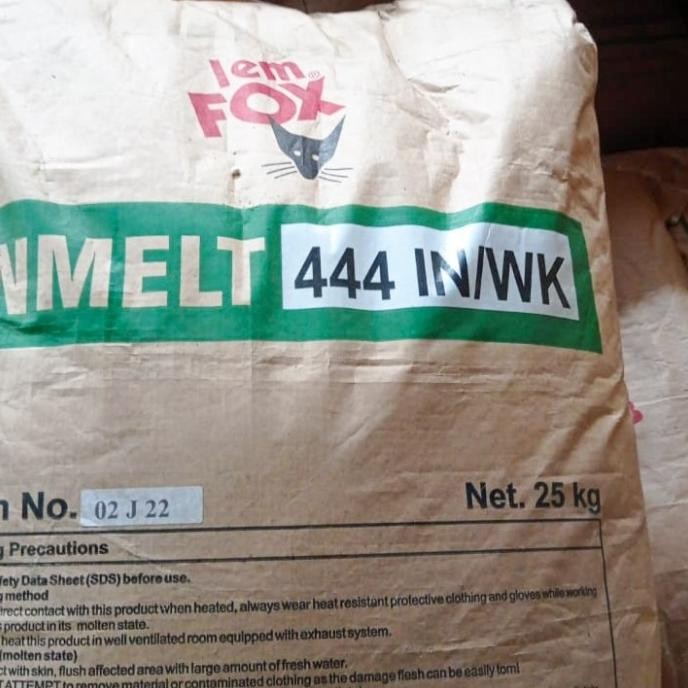 lem®
FOX
NMELT 444 IN/WK
No. 02 J 22
Net. 25 kg
Precautions
Data Sheet (SDS) before use.
method
contact with this product when heated, always wear heat resistant protective clothing and gloves while working
product in its molten state.
heat this product in well ventilated room equipped with exhaust system.
(molten state)
with skin, flush affected area with large amount of fresh water.
ATTEMPT to remove material or contaminated clothing as the damage flesh can be easily torn!